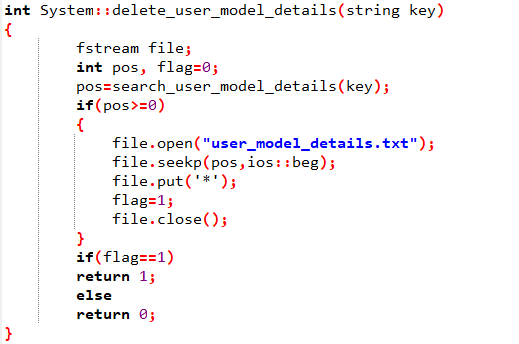 int System::delete_user_model_details(string key)
{
fstream file;
int pos, flag=0;
pos=search_user_model_details(key);
if(pos>=0)
{
file.open("user_model_details.txt");
file.seekp(pos,ios::beg);
file.put('*');
flag=1;
file.close();
}
if(flag==1)
return 1;
else
return 0;
}